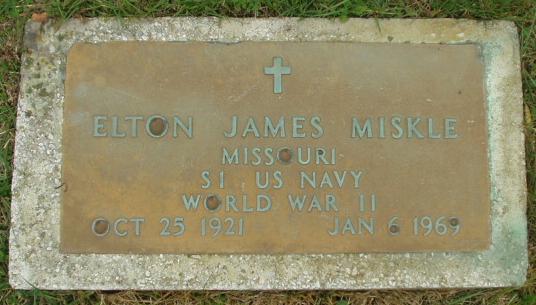 ELTON JAMES MISKLE
MISSOURI
S1 US NAVY
WORLD WAR II
OCT 25 1921 JAN 6 1969